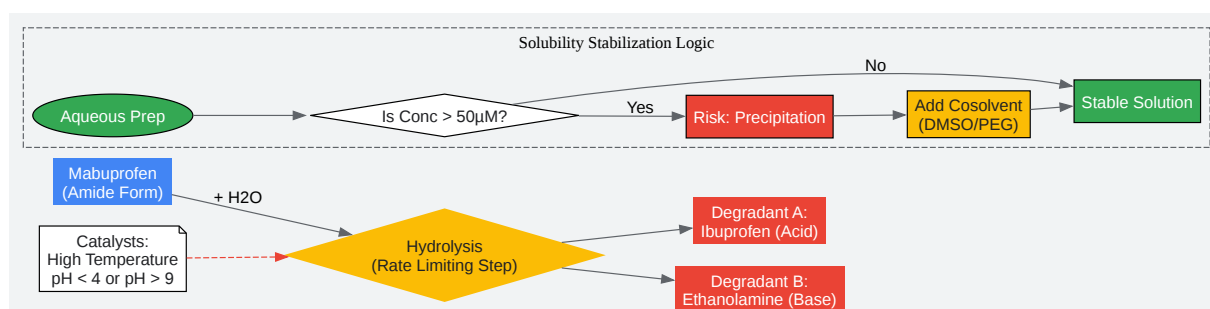 Solubility Stabilization Logic
No
Aqueous Prep
Is Conc > 50µM?
Yes
Risk: Precipitation
Add Cosolvent
(DMSO/PEG)
Stable Solution
Mabuprofen
(Amide Form)
+ H2O
Catalysts:
High Temperature
pH < 4 or pH > 9
Hydrolysis
(Rate Limiting Step)
Degradant A:
Ibuprofen (Acid)
Degradant B:
Ethanolamine (Base)